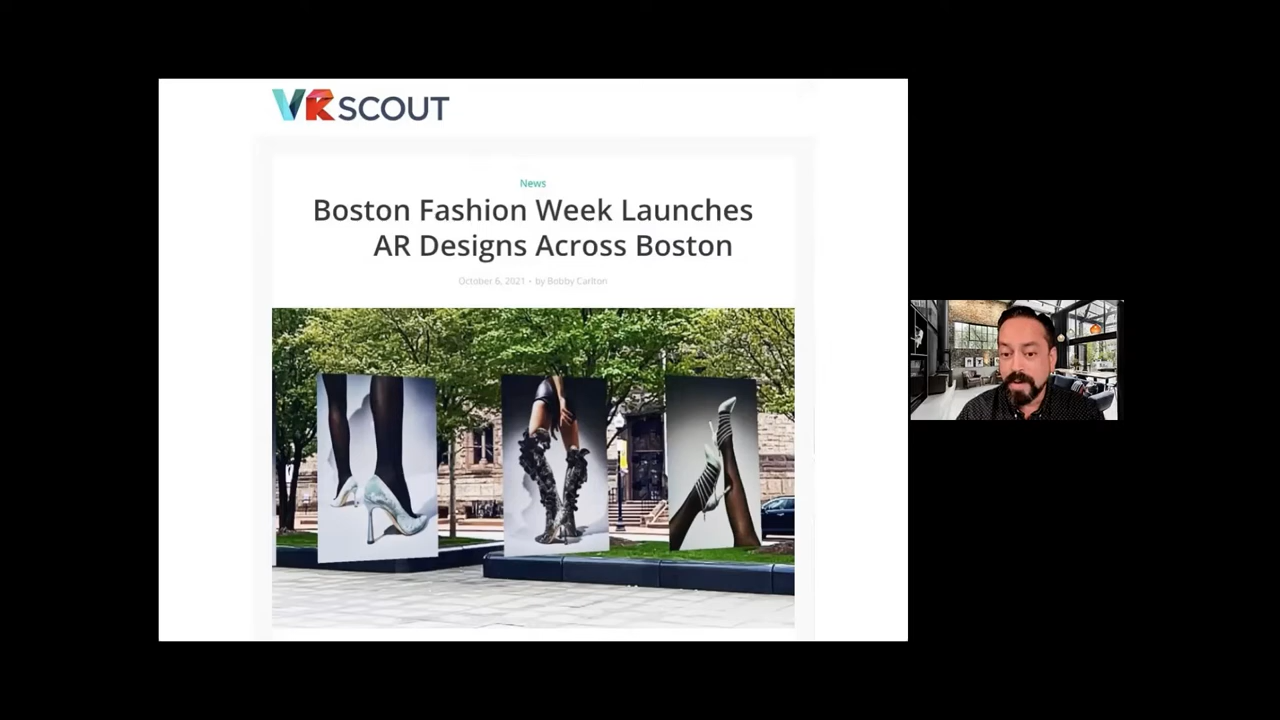 VRSCOUT
News
Boston Fashion Week Launches
AR Designs Across Boston
October 6, 2021 • by Bobby Carlton